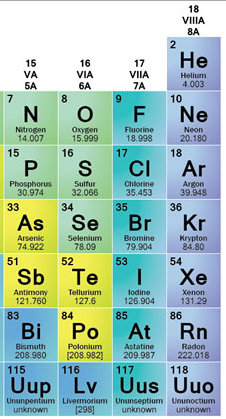 18
VIIIA
8A
2
He
Helium
4.003
15 16 17
VA VIA VIIA
5A 6A 7A
7 8 9 10
N O F Ne
Nitrogen Oxygen Fluorine Neon
14.007 15.999 18.998 20.180
15 16 17 18
P S Cl Ar
Phosphorus Sulfur Chlorine Argon
30.974 32.066 35.453 39.948
33 34 35 36
As Se Br Kr
Arsenic Selenium Bromine Krypton
74.922 78.09 79.904 84.80
51 52 53 54
Sb Te I Xe
Antimony Tellurium Iodine Xenon
121.760 127.6 126.904 131.29
83 84 85 86
Bi Po At Rn
Bismuth Polonium Astatine Radon
208.980 [208.982] 209.987 222.018
115 116 117 118
Uup Lv Uus Uuo
Ununpentium Livermorium Ununseptium Ununoctium
unknown [298] unknown unknown